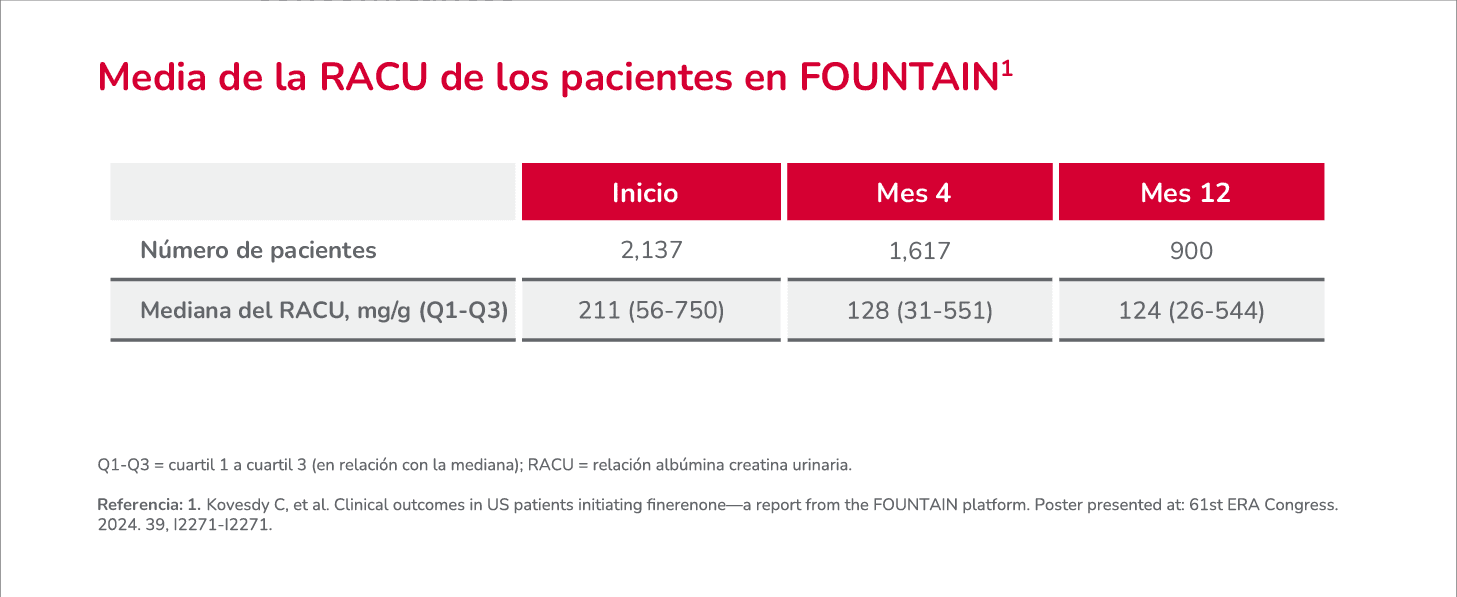 Media de la RACU de los pacientes en FOUNTAIN¹
Inicio Mes 4 Mes 12
Número de pacientes 2,137 1,617 900
Mediana del RACU, mg/g (Q1-Q3) 211 (56-750) 128 (31-551) 124 (26-544)
Q1-Q3 = cuartil 1 a cuartil 3 (en relación con la mediana); RACU = relación albúmina creatina urinaria.
Referencia: 1. Kovesdy C, et al. Clinical outcomes in US patients initiating finerenone—a report from the FOUNTAIN platform. Poster presented at: 61st ERA Congress.
2024. 39, I2271-I2271.